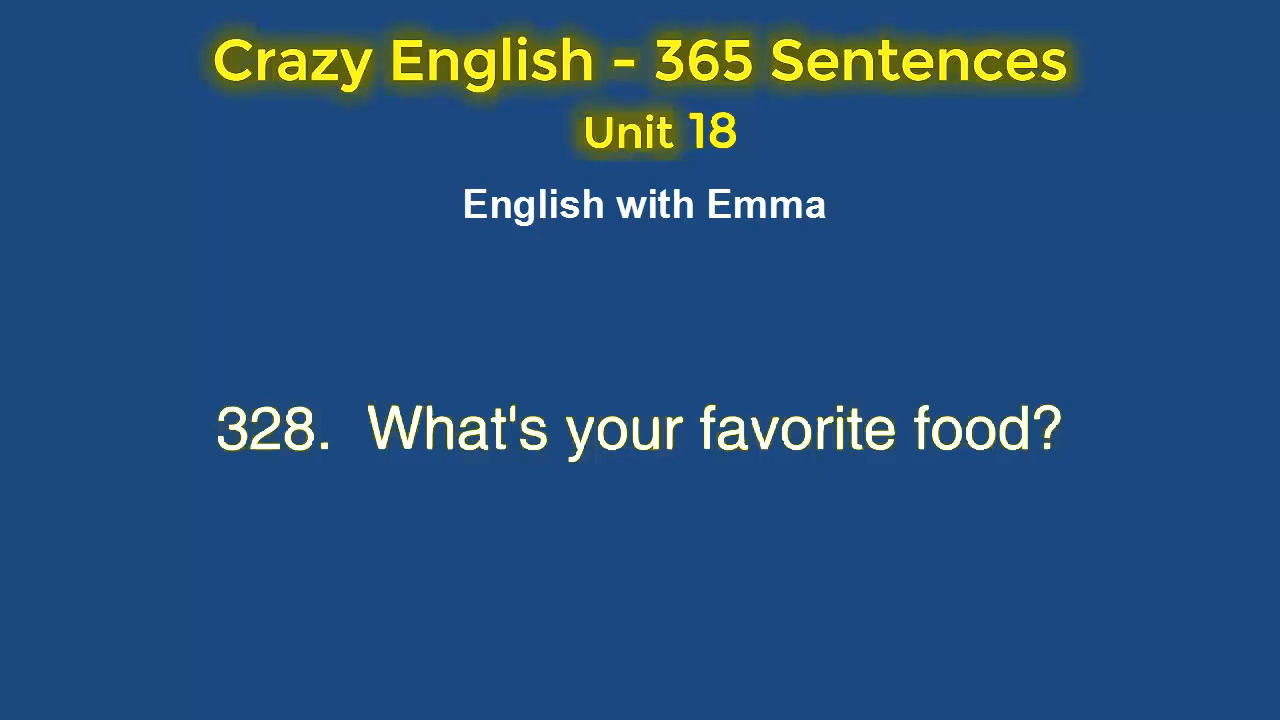 Crazy English - 365 Sentences
Unit 18
English with Emma
328. What's your favorite food?